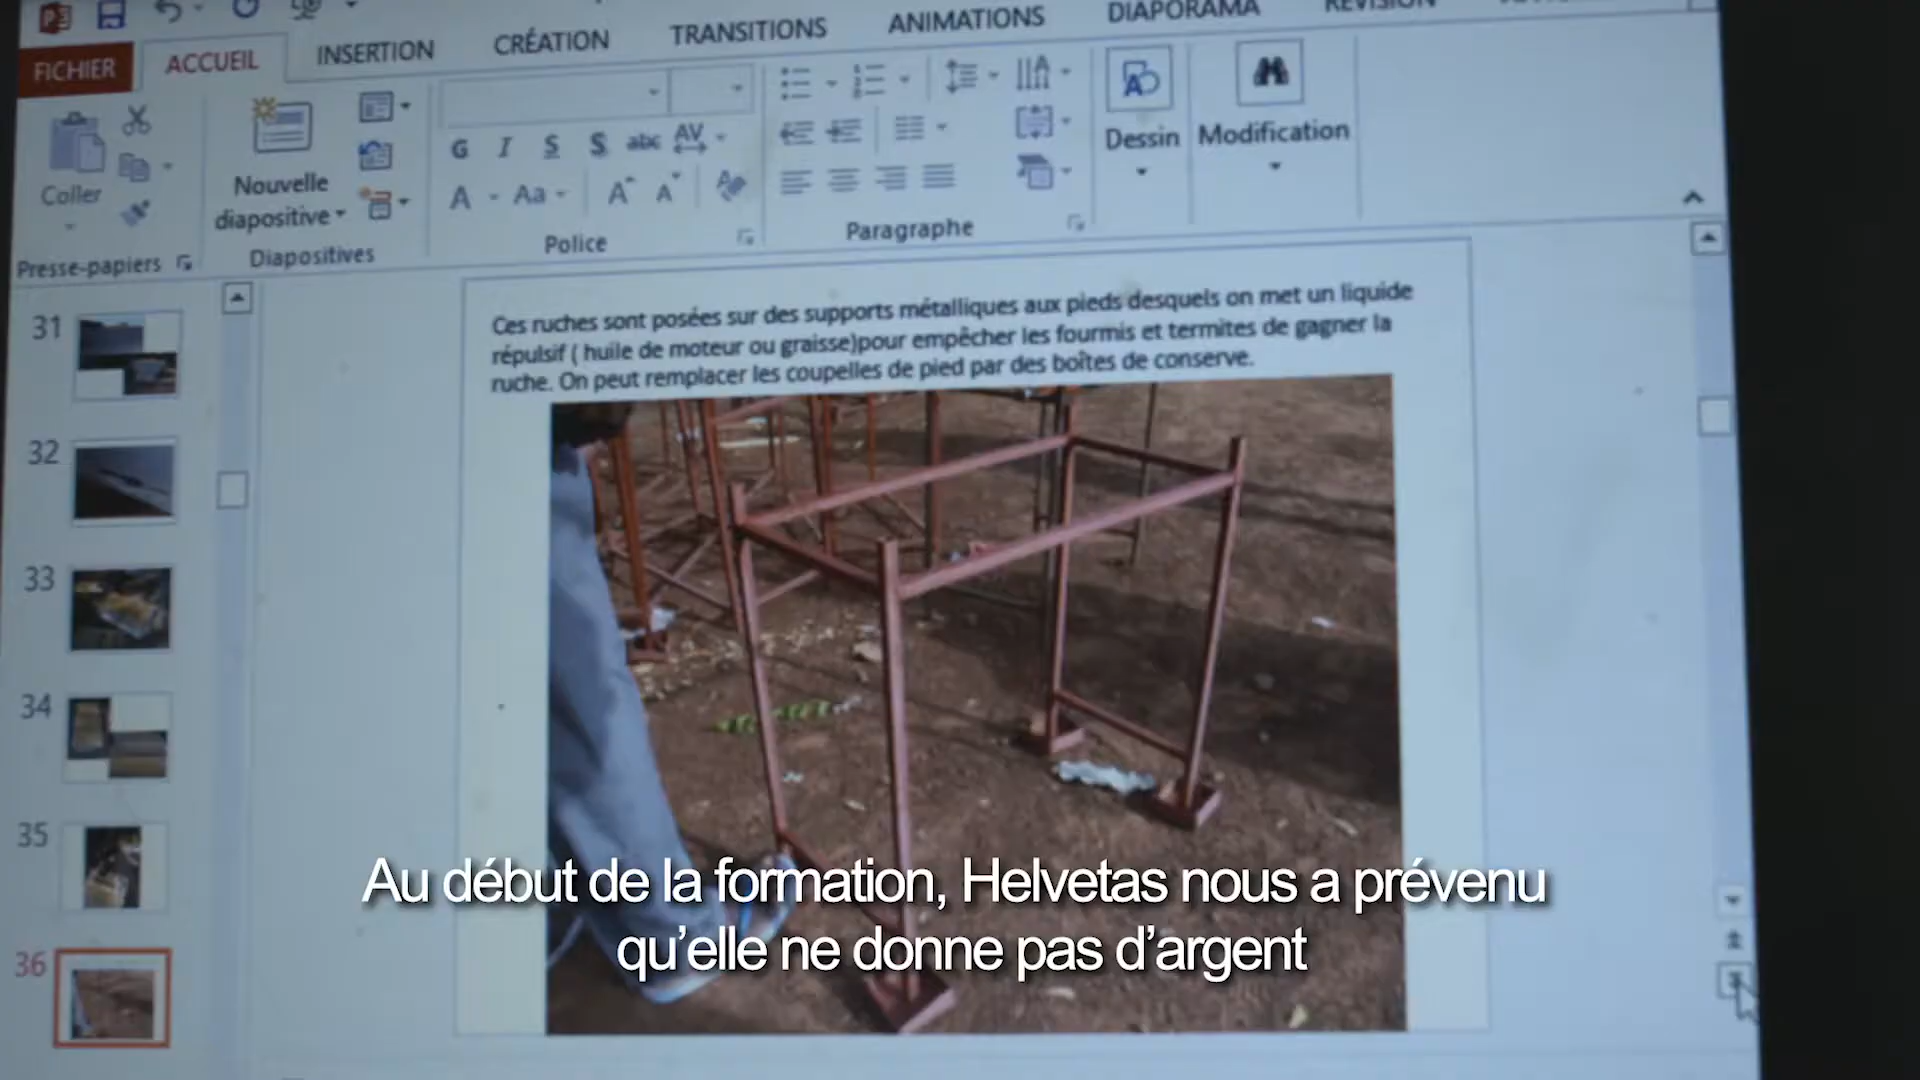 FICHIER
ACCUEIL
INSERTION
CRÉATION
TRANSITIONS
ANIMATIONS
DIAPORAMA
RÉVISION
Coller
Nouvelle
diapositive
G I S S abc AV
A Aa A A
Dessin
Modification
Presse-papiers
Diapositives
Police
Paragraphe
31
32
33
34
35
36
Ces ruches sont posées sur des supports métalliques aux pieds desquels on met un liquide
répulsif ( huile de moteur ou graisse)pour empêcher les fourmis et termites de gagner la
ruche. On peut remplacer les coupelles de pied par des boîtes de conserve.
Au début de la formation, Helvetas nous a prévenu
qu’elle ne donne pas d’argent